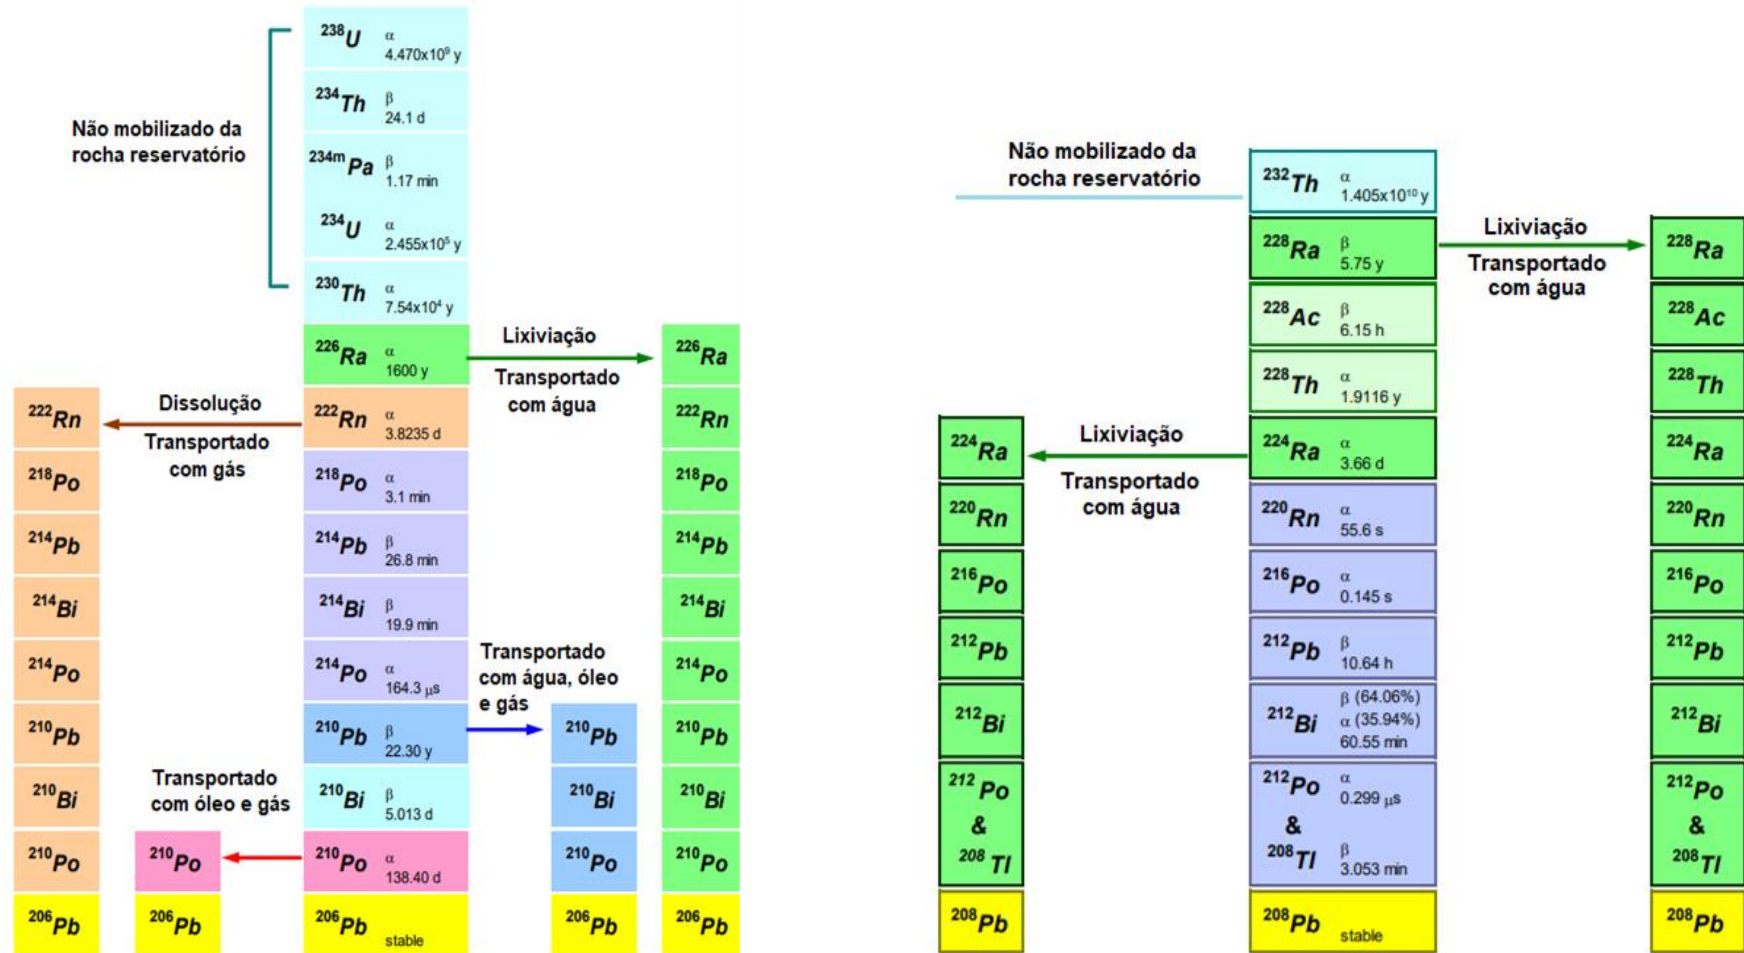 ²³⁸U α
4.470x10⁹ y
²³⁴Th β
24.1 d
Não mobilizado da
rocha reservatório
²³⁴ᵐPa β
1.17 min
²³⁴U α
2.455x10⁵ y
²³⁰Th α
7.54x10⁴ y
²²⁶Ra α
1600 y
Lixiviação
Transportado
com água
²²⁶Ra
²²²Rn
Dissolução
Transportado
com gás
²²²Rn α
3.8235 d
²²²Rn
²¹⁸Po
²¹⁸Po α
3.1 min
²¹⁸Po
²¹⁴Pb
²¹⁴Pb β
26.8 min
²¹⁴Pb
²¹⁴Bi
²¹⁴Bi β
19.9 min
²¹⁴Bi
²¹⁴Po
²¹⁴Po α
164.3 μs
Transportado
com água, óleo
e gás
²¹⁴Po
²¹⁰Pb
²¹⁰Pb β
22.30 y
²¹⁰Pb
²¹⁰Pb
²¹⁰Bi
Transportado
com óleo e gás
²¹⁰Bi β
5.013 d
²¹⁰Bi
²¹⁰Bi
²¹⁰Po
²¹⁰Po
²¹⁰Po α
138.40 d
²¹⁰Po
²¹⁰Po
²⁰⁶Pb
²⁰⁶Pb
²⁰⁶Pb
stable
²⁰⁶Pb
²⁰⁶Pb
Não mobilizado da
rocha reservatório
²³²Th α
1.405x10¹⁰ y
²²⁸Ra β
5.75 y
Lixiviação
Transportado
com água
²²⁸Ra
²²⁸Ac β
6.15 h
²²⁸Ac
²²⁸Th α
1.9116 y
²²⁸Th
²²⁴Ra
Lixiviação
Transportado
com água
²²⁴Ra α
3.66 d
²²⁴Ra
²²⁰Rn
²²⁰Rn α
55.6 s
²²⁰Rn
²¹⁶Po
²¹⁶Po α
0.145 s
²¹⁶Po
²¹²Pb
²¹²Pb β
10.64 h
²¹²Pb
²¹²Bi
²¹²Bi β (64.06%)
α (35.94%)
60.55 min
²¹²Bi
²¹²Po
&
²⁰⁸Tl
²¹²Po α
0.299 μs
&
²⁰⁸Tl β
3.053 min
²¹²Po
&
²⁰⁸Tl
²⁰⁸Pb
²⁰⁸Pb
stable
²⁰⁸Pb